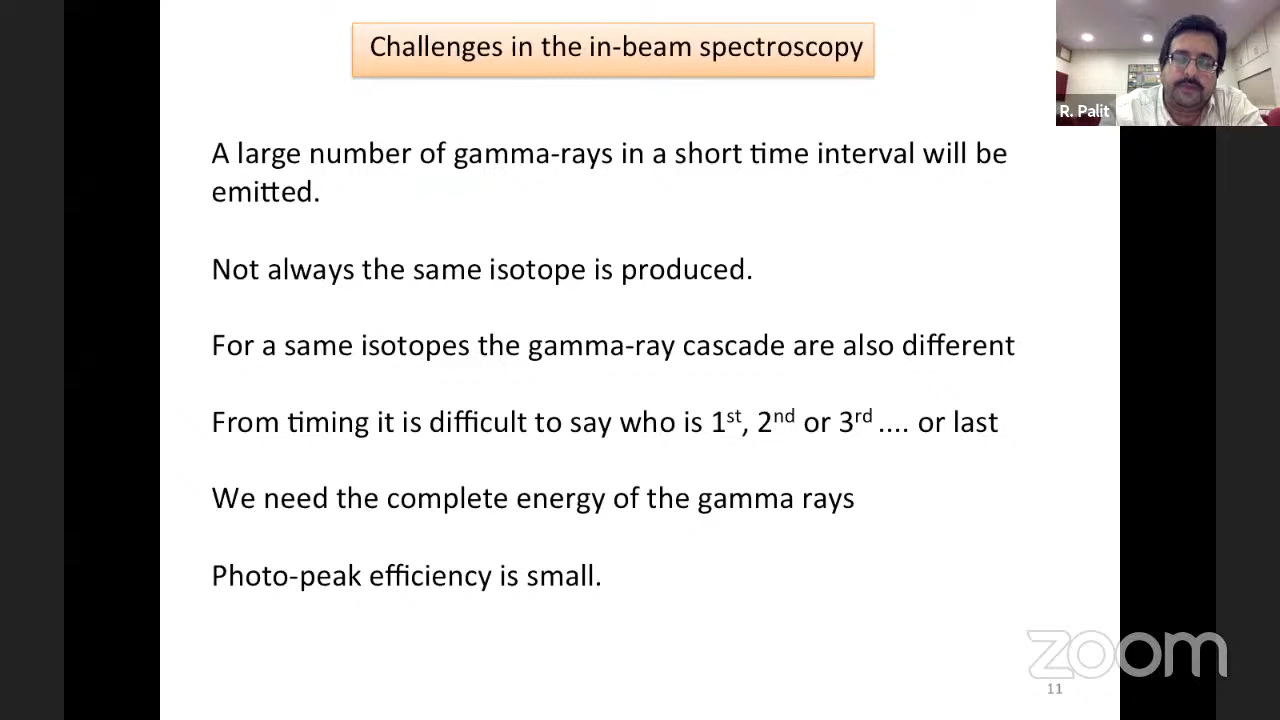 Challenges in the in-beam spectroscopy
R. Palit
A large number of gamma-rays in a short time interval will be
emitted.
Not always the same isotope is produced.
For a same isotopes the gamma-ray cascade are also different
From timing it is difficult to say who is 1st, 2nd or 3rd .... or last
We need the complete energy of the gamma rays
Photo-peak efficiency is small.
zoom
11